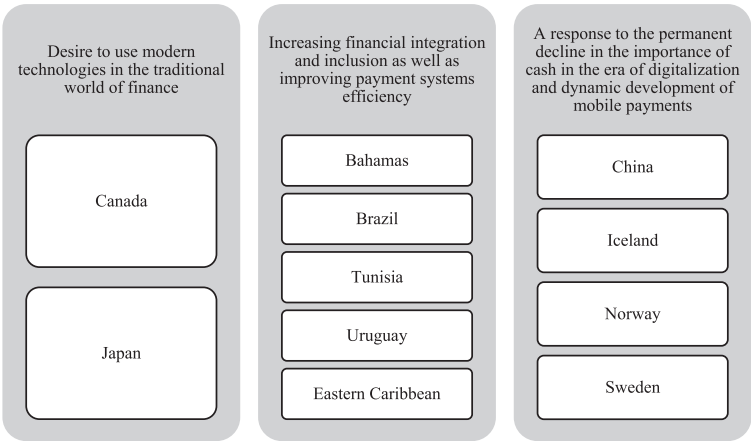 Desire to use modern
technologies in the traditional
world of finance
Canada
Japan
Increasing financial integration
and inclusion as well as
improving payment systems
efficiency
Bahamas
Brazil
Tunisia
Uruguay
Eastern Caribbean
A response to the permanent
decline in the importance of
cash in the era of digitalization
and dynamic development of
mobile payments
China
Iceland
Norway
Sweden